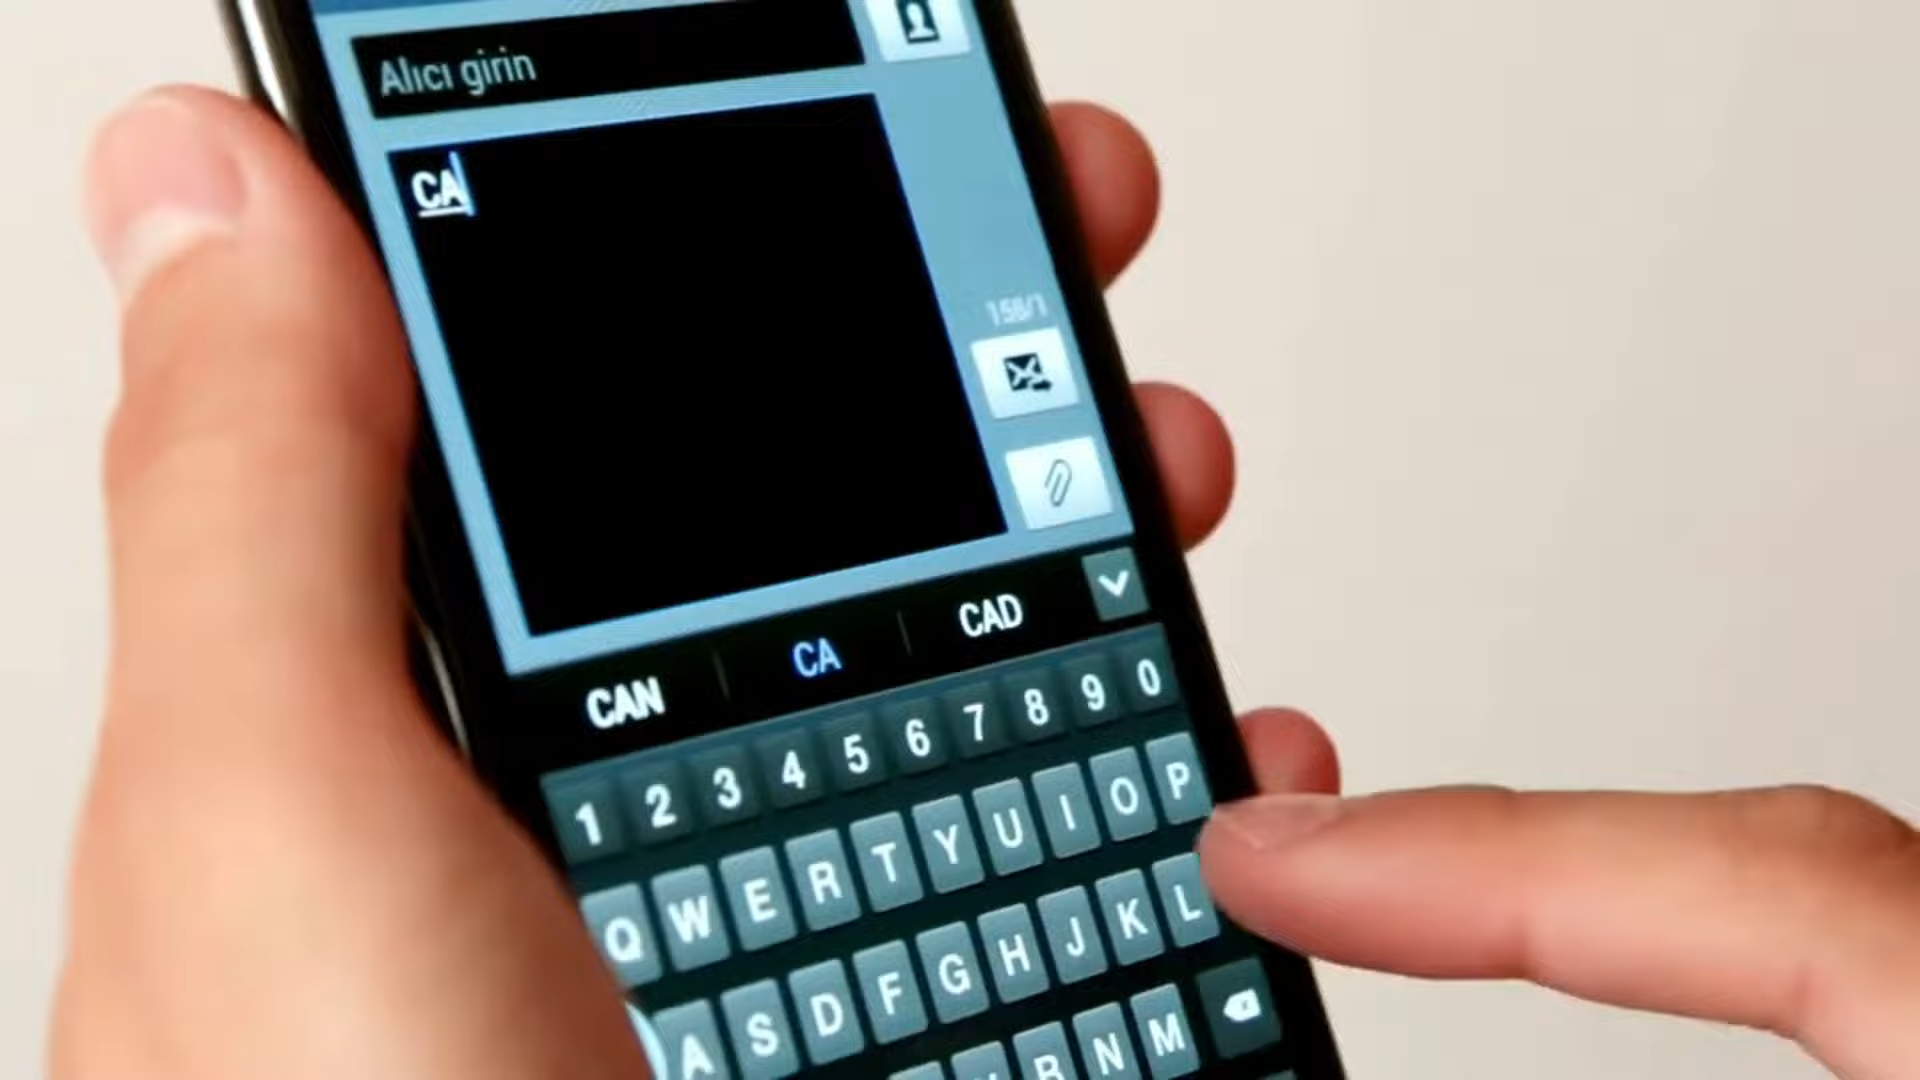 Alıcı girin
CA
158/1
CAN CA CAD
1 2 3 4 5 6 7 8 9 0
Q W E R T Y U I O P
A S D F G H J K L
B N M